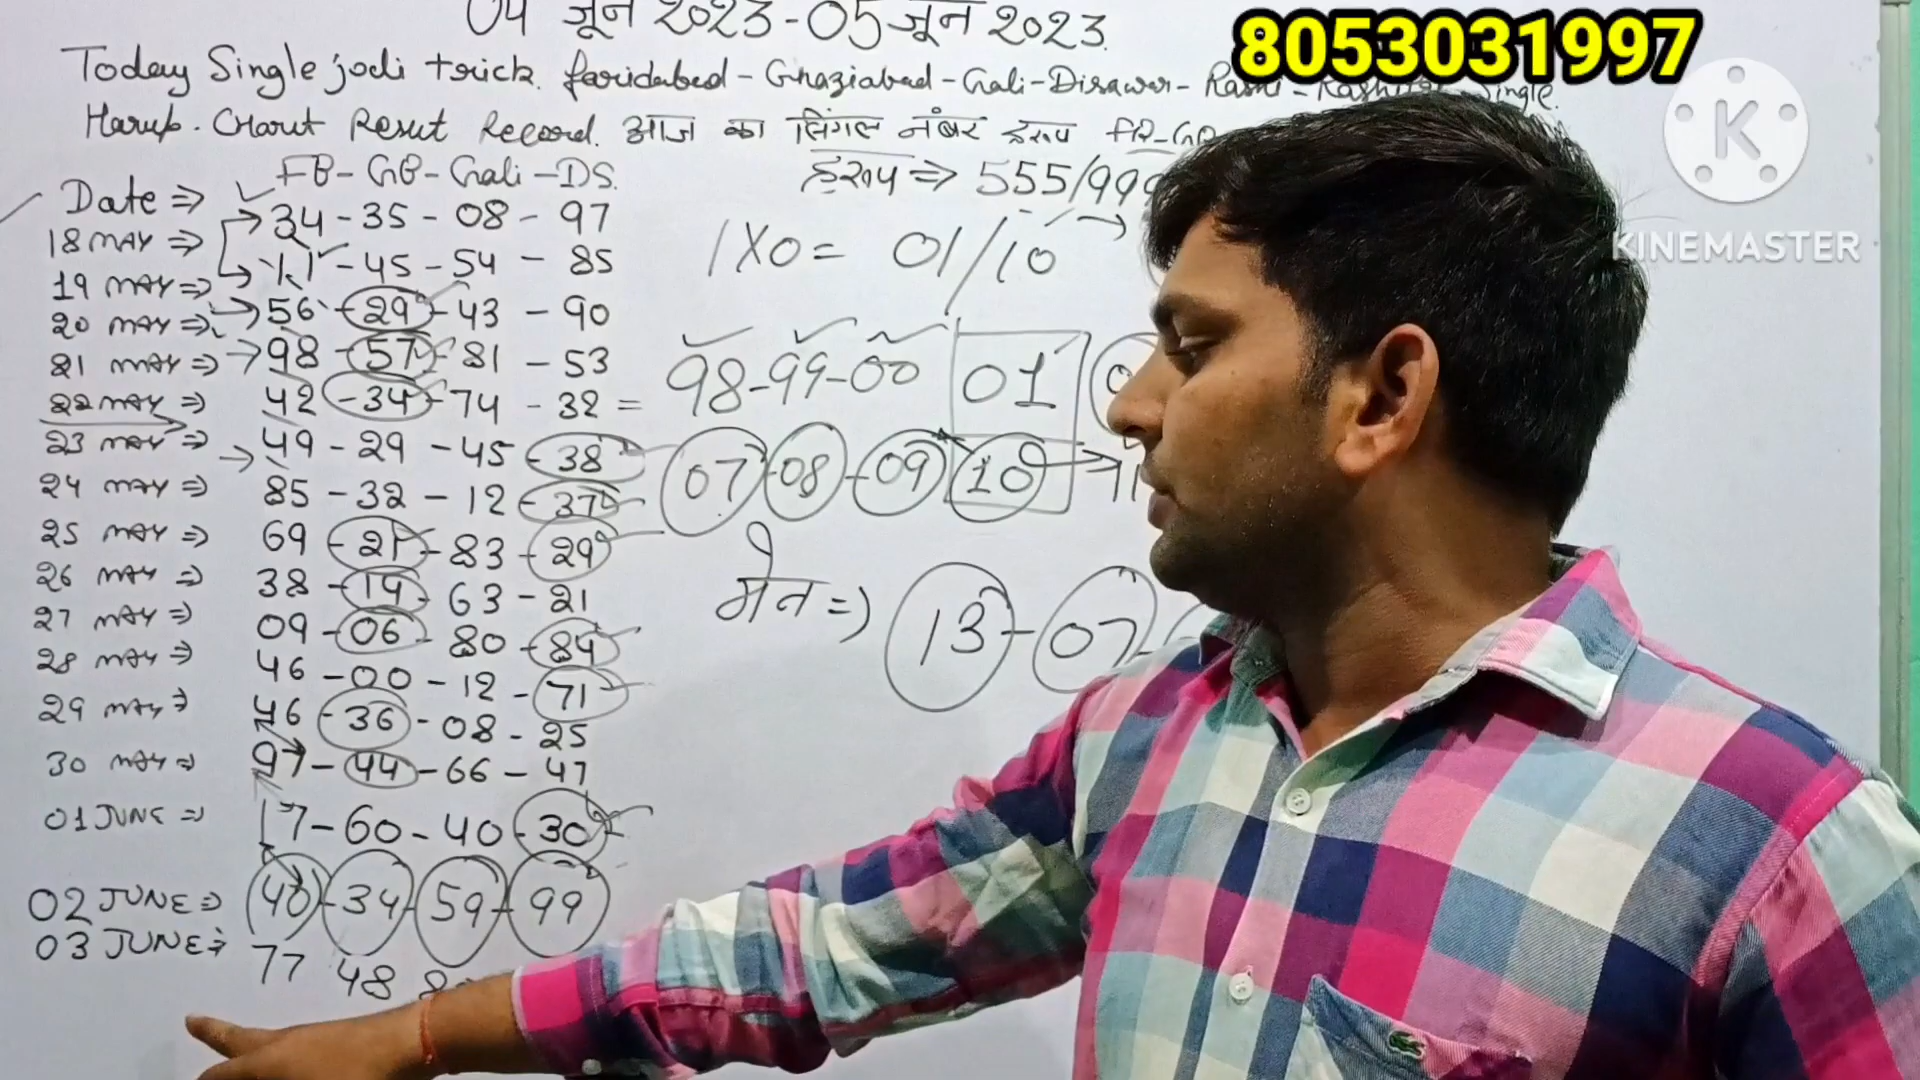 04 जून 2023-05 जून 2023
8053031997
Today Single jodi trick. faridabad - Ghaziabad - Gali - Disawar -
Single.
Harup. Charut Resut Record. आज का सिंगल नंबर हरूप FB-GB
FB- GB- Gali -DS.
हरूप => 555/999
Date =>
34 - 35 - 08 - 97
18 MAY =>
11 - 45 - 54 - 85
1X0 = 01/10
19 MAY =>
56 - 29 - 43 - 90
20 MAY =>
98 - 57 - 81 - 53
21 MAY =>
42 - 34 - 74 - 32 = 98-99-00 01
22 MAY =>
49 - 29 - 45 - 38
23 MAY =>
07 - 08 - 09 - 10 - 11
85 - 32 - 12 - 37
24 MAY =>
69 - 21 - 83 - 29
25 MAY =>
38 - 14 - 63 - 21
26 MAY =>
09 - 06 - 80 - 84
मेन => 13 - 07 -
27 MAY =>
46 - 00 - 12 - 71
28 MAY =>
46 - 36 - 08 - 25
29 MAY =>
97 - 44 - 66 - 47
30 MAY =>
17 - 60 - 40 - 30
01 JUNE =>
40 - 34 - 59 - 99
02 JUNE =>
03 JUNE =>
77 48
K
KINEMASTER